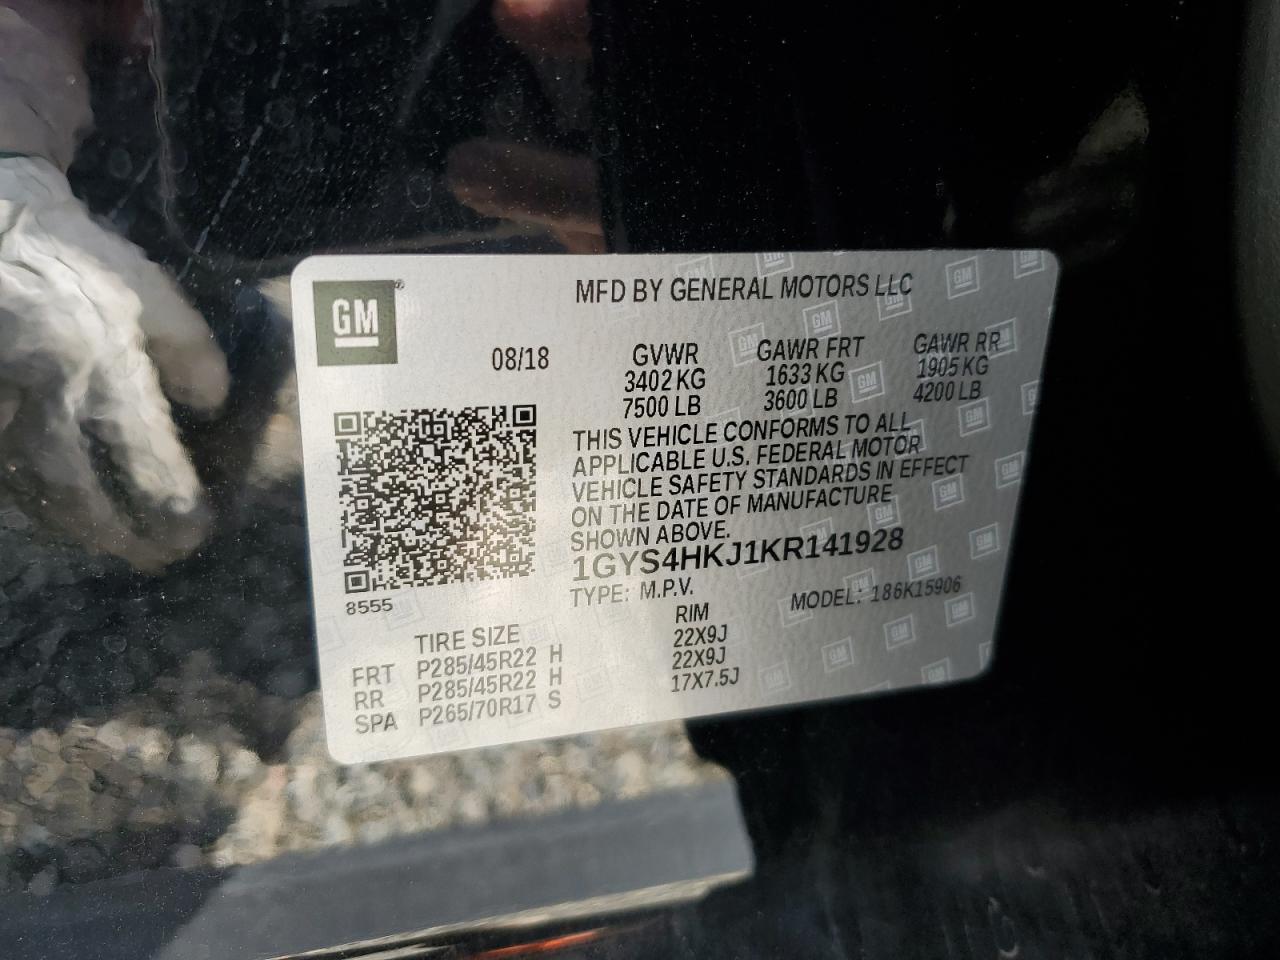 GM®
MFD BY GENERAL MOTORS LLC
08/18
GVWR GAWR FRT GAWR RR
3402 KG 1633 KG 1905 KG
7500 LB 3600 LB 4200 LB
THIS VEHICLE CONFORMS TO ALL
APPLICABLE U.S. FEDERAL MOTOR
VEHICLE SAFETY STANDARDS IN EFFECT
ON THE DATE OF MANUFACTURE
SHOWN ABOVE.
1GYS4HKJ1KR141928
TYPE: M.P.V. MODEL: 186K15906
8555
TIRE SIZE RIM
FRT P285/45R22 H 22X9J
RR P285/45R22 H 22X9J
SPA P265/70R17 S 17X7.5J